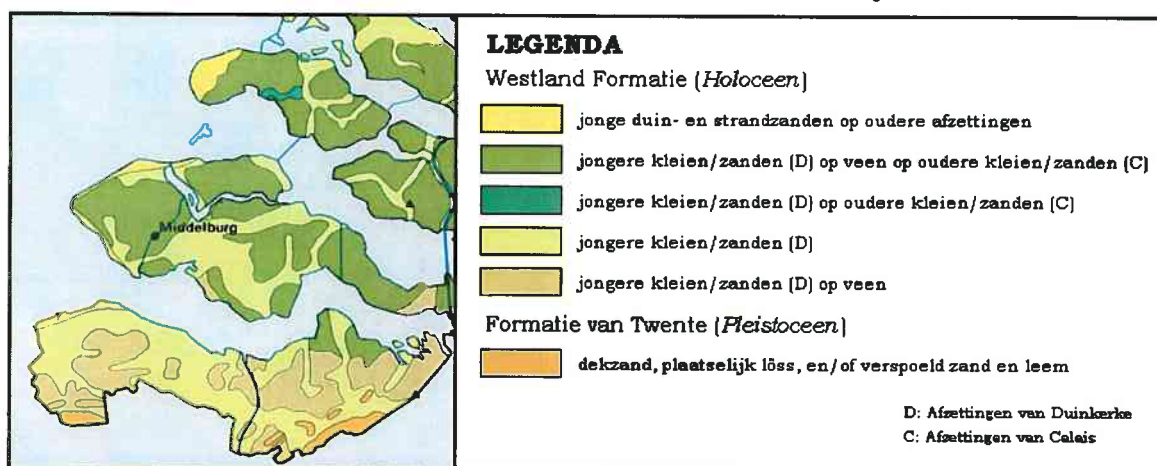 Middelburg
LEGENDA
Westland Formatie (Holoceen)
jonge duin- en strandzanden op oudere afzettingen
jongere kleien/zanden (D) op veen op oudere kleien/zanden (C)
jongere kleien/zanden (D) op oudere kleien/zanden (C)
jongere kleien/zanden (D)
jongere kleien/zanden (D) op veen
Formatie van Twente (Pleistoceen)
dekzand, plaatselijk löss, en/of verspoeld zand en leem
D: Afzettingen van Duinkerke
C: Afzettingen van Calais